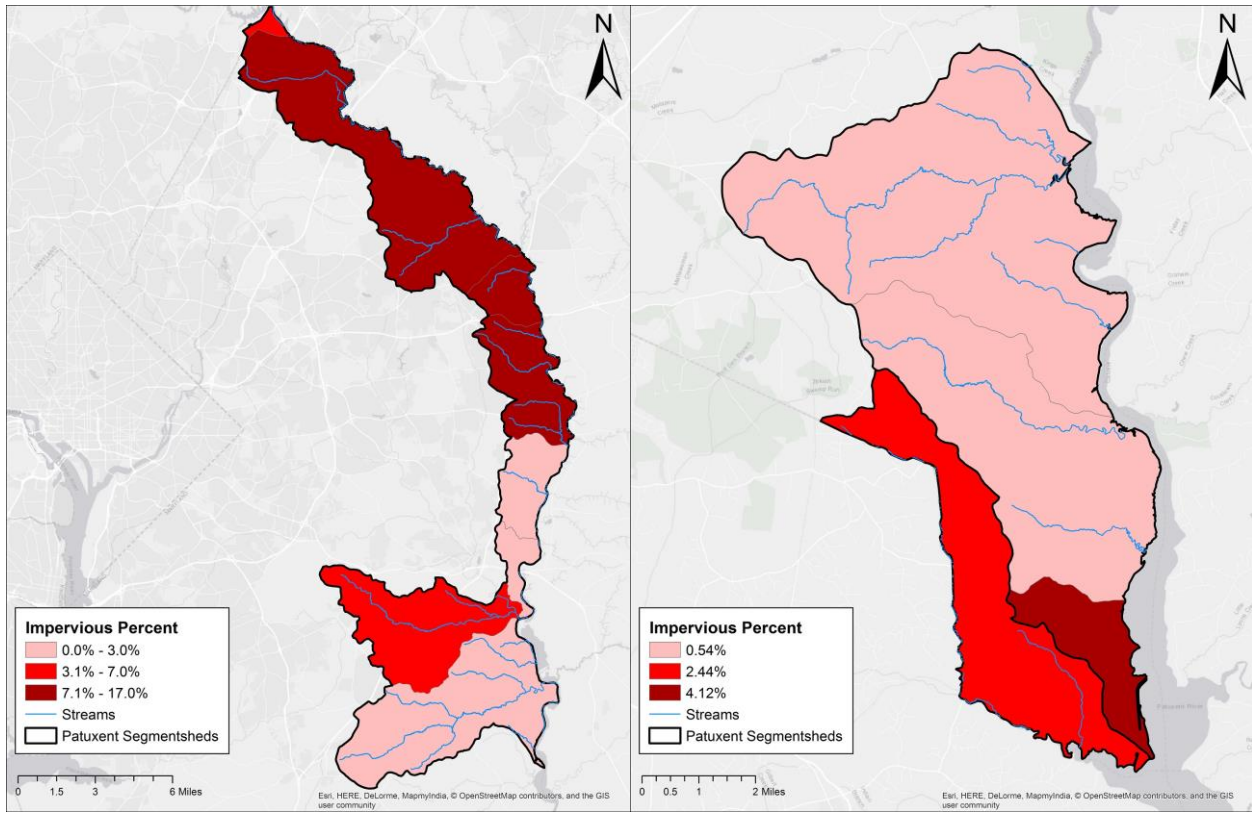 N
Impervious Percent
0.0% - 3.0%
3.1% - 7.0%
7.1% - 17.0%
Streams
Patuxent Segmentsheds
0 1.5 3 6 Miles
Esri, HERE, DeLorme, MapmyIndia, © OpenStreetMap contributors, and the GIS
user community
N
Impervious Percent
0.54%
2.44%
4.12%
Streams
Patuxent Segmentsheds
0 0.5 1 2 Miles
Esri, HERE, DeLorme, MapmyIndia, © OpenStreetMap contributors, and the GIS
user community
Patuxent River